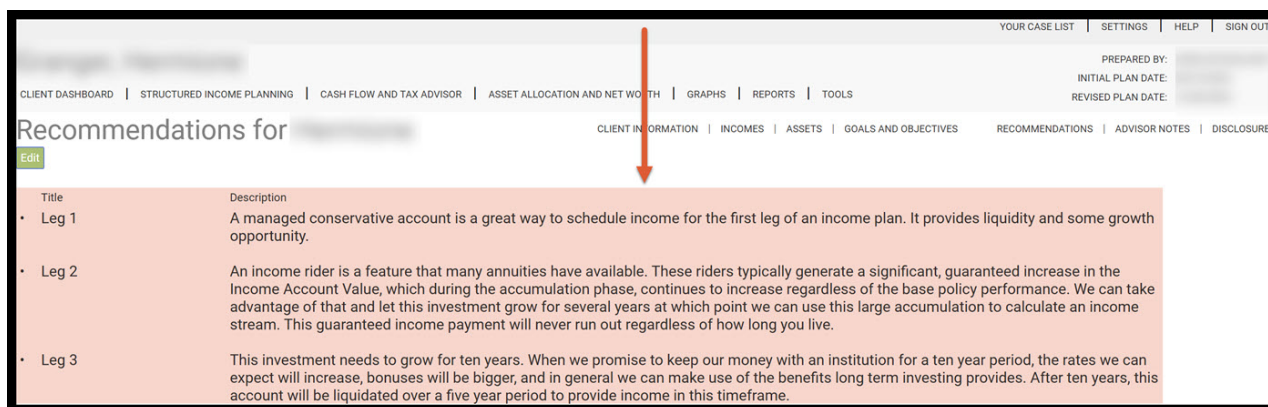 YOUR CASE LIST | SETTINGS | HELP | SIGN OUT
PREPARED BY:
INITIAL PLAN DATE:
CLIENT DASHBOARD | STRUCTURED INCOME PLANNING | CASH FLOW AND TAX ADVISOR | ASSET ALLOCATION AND NET WORTH | GRAPHS | REPORTS | TOOLS
REVISED PLAN DATE:
Recommendations for
CLIENT INFORMATION | INCOMES | ASSETS | GOALS AND OBJECTIVES RECOMMENDATIONS | ADVISOR NOTES | DISCLOSURE
Edit
Title Description
• Leg 1 A managed conservative account is a great way to schedule income for the first leg of an income plan. It provides liquidity and some growth
opportunity.
• Leg 2 An income rider is a feature that many annuities have available. These riders typically generate a significant, guaranteed increase in the
Income Account Value, which during the accumulation phase, continues to increase regardless of the base policy performance. We can take
advantage of that and let this investment grow for several years at which point we can use this large accumulation to calculate an income
stream. This guaranteed income payment will never run out regardless of how long you live.
• Leg 3 This investment needs to grow for ten years. When we promise to keep our money with an institution for a ten year period, the rates we can
expect will increase, bonuses will be bigger, and in general we can make use of the benefits long term investing provides. After ten years, this
account will be liquidated over a five year period to provide income in this timeframe.